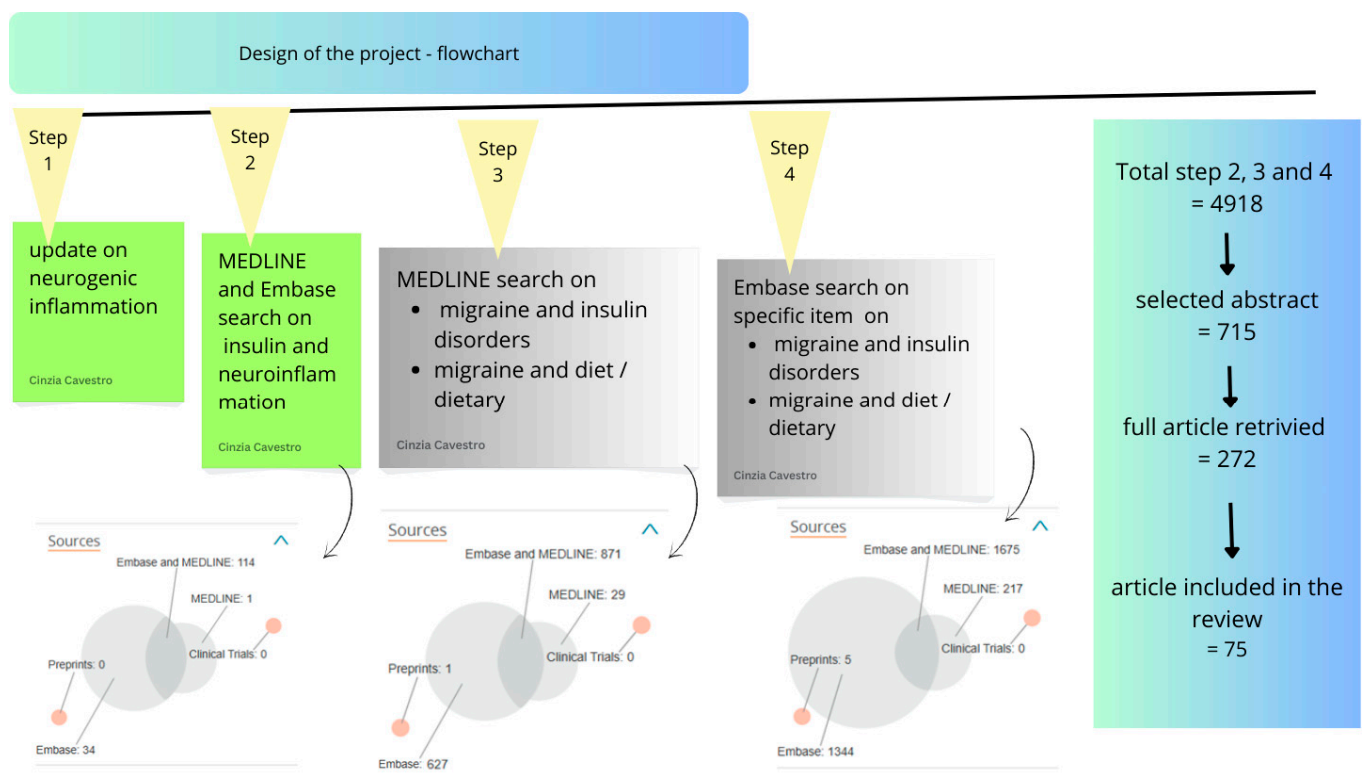 Design of the project - flowchart
Step
1
update on
neurogenic
inflammation
Cinzia Cavestro
Step
2
MEDLINE
and Embase
search on
insulin and
neuroinflam
mation
Cinzia Cavestro
Step
3
MEDLINE search on
• migraine and insulin
disorders
• migraine and diet /
dietary
Cinzia Cavestro
Step
4
Embase search on
specific item on
• migraine and insulin
disorders
• migraine and diet /
dietary
Cinzia Cavestro
Sources
Embase and MEDLINE: 114
MEDLINE: 1
Clinical Trials: 0
Preprints: 0
Embase: 34
Sources
Embase and MEDLINE: 871
MEDLINE: 29
Clinical Trials: 0
Preprints: 1
Embase: 627
Sources
Embase and MEDLINE: 1675
MEDLINE: 217
Clinical Trials: 0
Preprints: 5
Embase: 1344
Total step 2, 3 and 4
= 4918
selected abstract
= 715
full article retrivied
= 272
article included in the
review
= 75